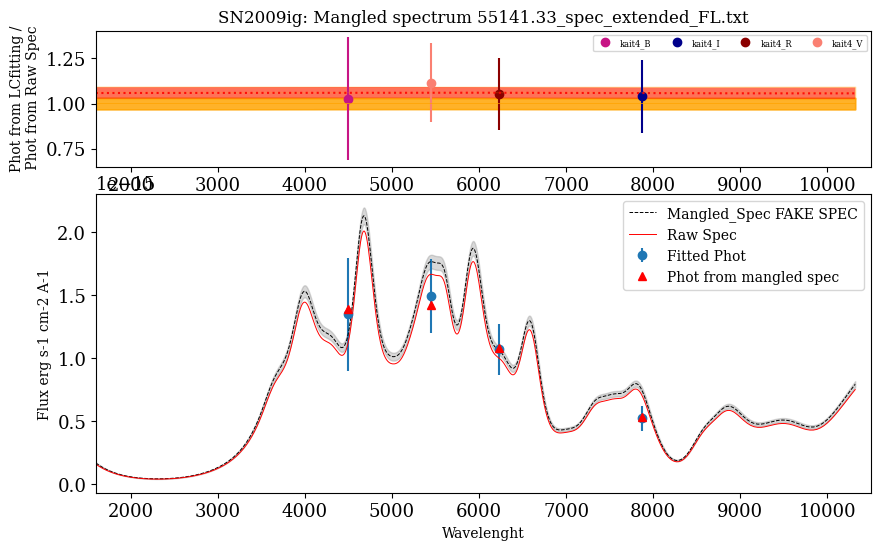 SN2009ig: Mangled spectrum 55141.33_spec_extended_FL.txt
Phot from LCfitting /
Phot from Raw Spec
1.25
1.00
0.75
kait4_B
kait4_I
kait4_R
kait4_V
2000 3000 4000 5000 6000 7000 8000 9000 10000
1e−15
Flux erg s-1 cm-2 A-1
2.0
1.5
1.0
0.5
0.0
Mangled_Spec FAKE SPEC
Raw Spec
Fitted Phot
Phot from mangled spec
2000 3000 4000 5000 6000 7000 8000 9000 10000
Wavelenght